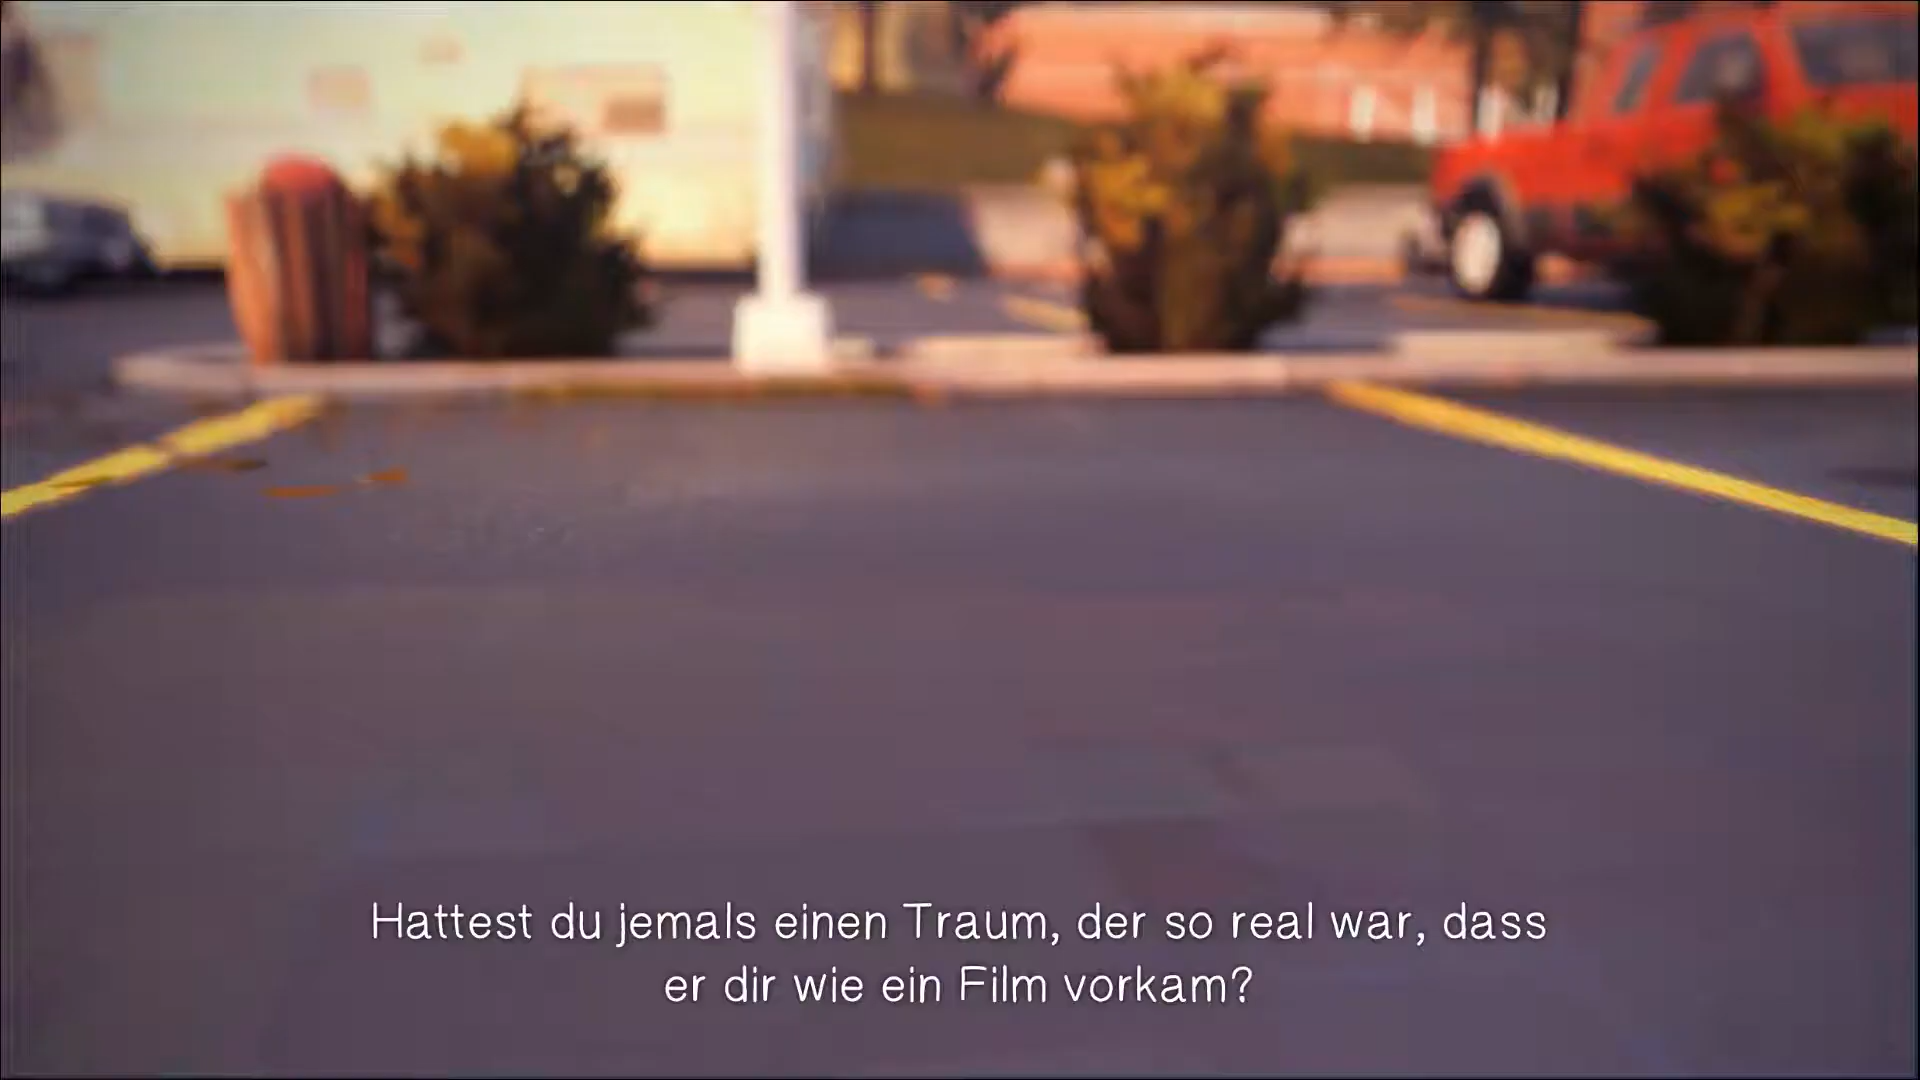 Hattest du jemals einen Traum, der so real war, dass
er dir wie ein Film vorkam?